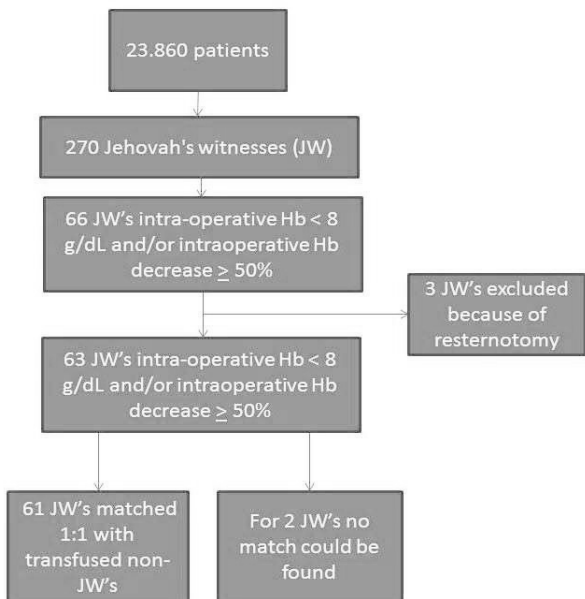 23.860 patients
270 Jehovah's witnesses (JW)
66 JW's intra-operative Hb < 8
g/dL and/or intraoperative Hb
decrease ≥ 50%
3 JW's excluded
because of
resternotomy
63 JW's intra-operative Hb < 8
g/dL and/or intraoperative Hb
decrease ≥ 50%
61 JW's matched
1:1 with
transfused non-
JW's
For 2 JW's no
match could be
found